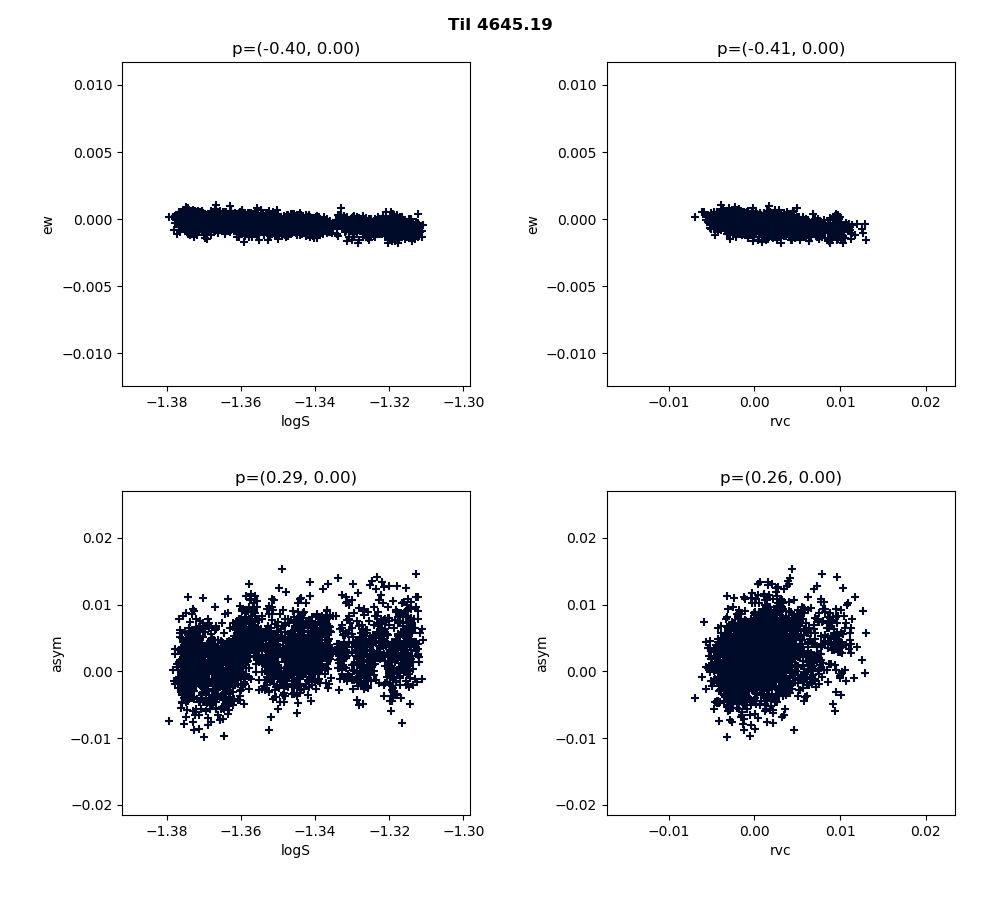 TiI 4645.19
p=(-0.40, 0.00)
p=(-0.41, 0.00)
0.010
0.005
0.000
−0.005
−0.010
ew
−1.38 −1.36 −1.34 −1.32 −1.30
logS
0.010
0.005
0.000
−0.005
−0.010
ew
−0.01 0.00 0.01 0.02
rvc
p=(0.29, 0.00)
p=(0.26, 0.00)
0.02
0.01
0.00
−0.01
−0.02
asym
−1.38 −1.36 −1.34 −1.32 −1.30
logS
0.02
0.01
0.00
−0.01
−0.02
asym
−0.01 0.00 0.01 0.02
rvc